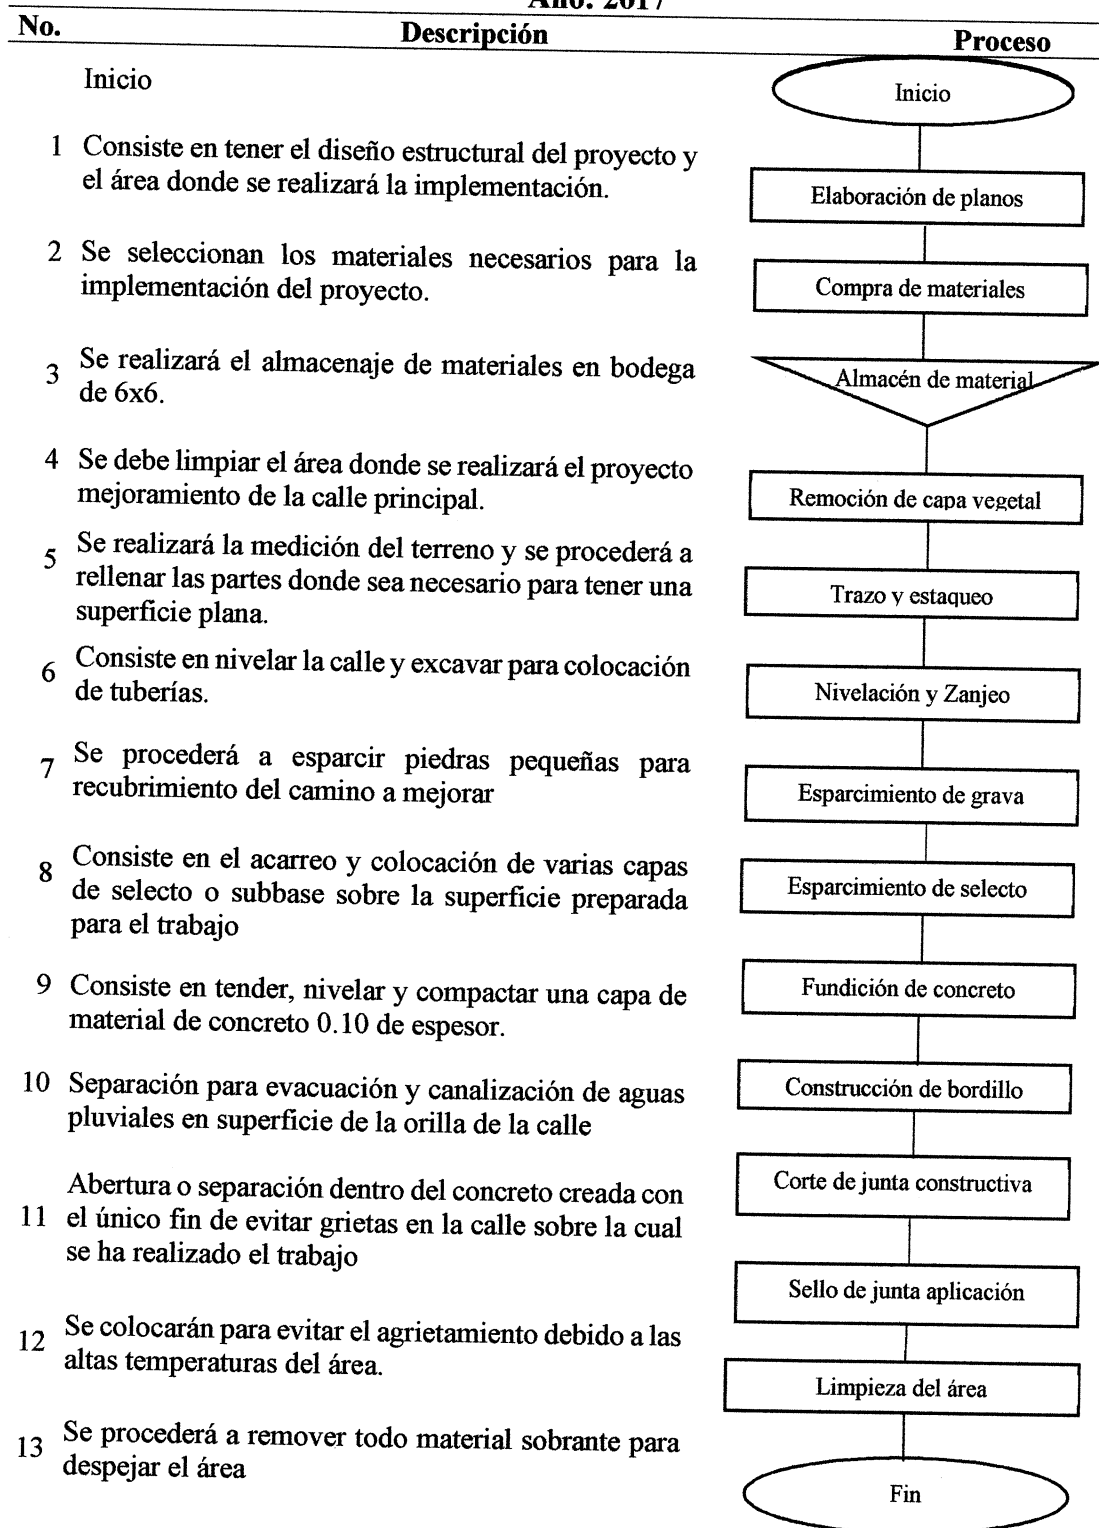 Año: 2017
No. Descripción Proceso
Inicio
Inicio
1 Consiste en tener el diseño estructural del proyecto y
el área donde se realizará la implementación.
Elaboración de planos
2 Se seleccionan los materiales necesarios para la
implementación del proyecto.
Compra de materiales
3 Se realizará el almacenaje de materiales en bodega
de 6x6.
Almacén de material
4 Se debe limpiar el área donde se realizará el proyecto
mejoramiento de la calle principal.
Remoción de capa vegetal
5 Se realizará la medición del terreno y se procederá a
rellenar las partes donde sea necesario para tener una
superficie plana.
Trazo y estaqueo
6 Consiste en nivelar la calle y excavar para colocación
de tuberías.
Nivelación y Zanjeo
7 Se procederá a esparcir piedras pequeñas para
recubrimiento del camino a mejorar
Esparcimiento de grava
8 Consiste en el acarreo y colocación de varias capas
de selecto o subbase sobre la superficie preparada
para el trabajo
Esparcimiento de selecto
9 Consiste en tender, nivelar y compactar una capa de
material de concreto 0.10 de espesor.
Fundición de concreto
10 Separación para evacuación y canalización de aguas
pluviales en superficie de la orilla de la calle
Construcción de bordillo
11 Abertura o separación dentro del concreto creada con
el único fin de evitar grietas en la calle sobre la cual
se ha realizado el trabajo
Corte de junta constructiva
12 Se colocarán para evitar el agrietamiento debido a las
altas temperaturas del área.
Sello de junta aplicación
13 Se procederá a remover todo material sobrante para
despejar el área
Limpieza del área
Fin